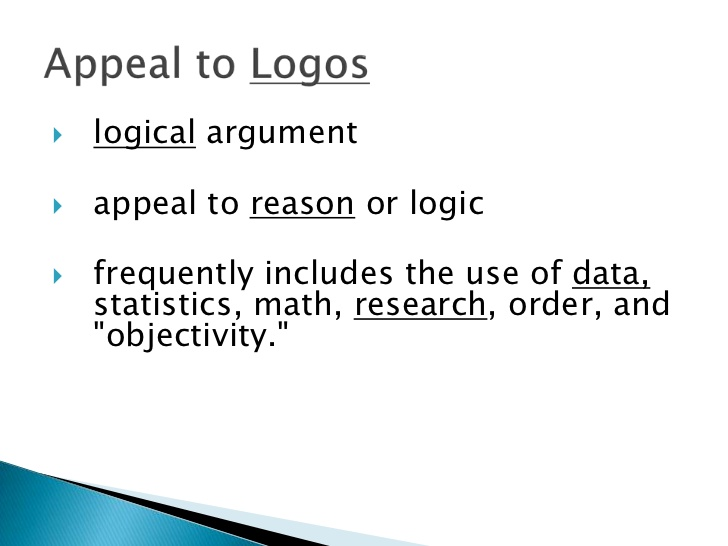 Appeal to Logos
logical argument
appeal to reason or logic
frequently includes the use of data,
statistics, math, research, order, and
"objectivity."